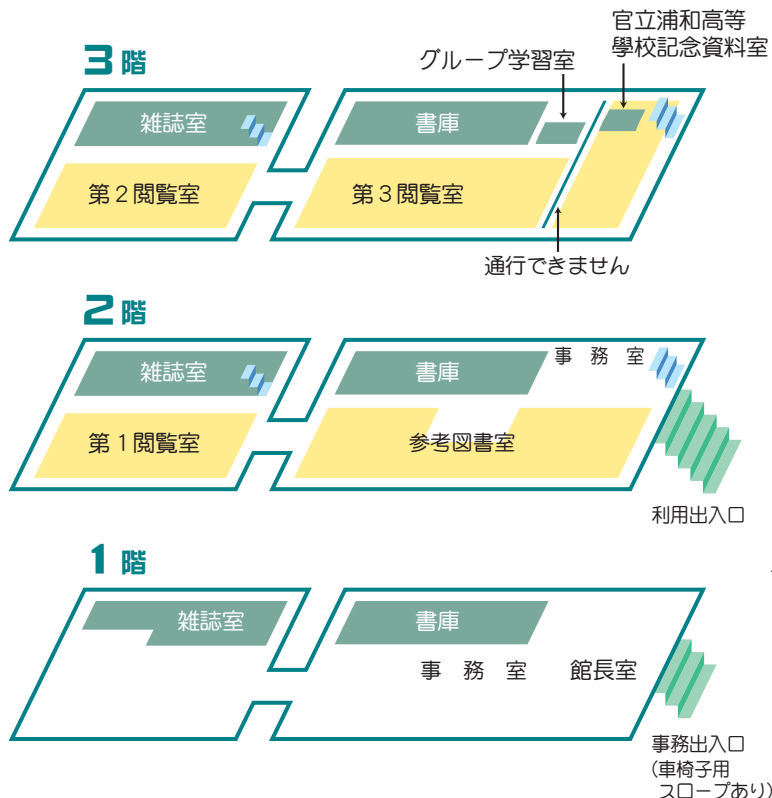 官立浦和高等
學校記念資料室
3階
グループ学習室
雑誌室
書庫
第2閲覧室
第3閲覧室
通行できません
2階
雑誌室
書庫
事務室
第1閲覧室
参考図書室
利用出入口
1階
雑誌室
書庫
事務室
館長室
事務出入口
(車椅子用
スロープあり)